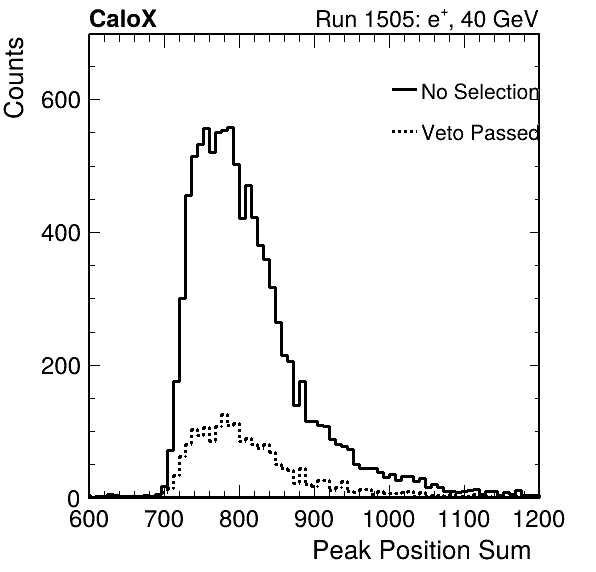 CaloX Run 1505: e⁺, 40 GeV
Counts
No Selection
Veto Passed
600
400
200
0
600 700 800 900 1000 1100 1200
Peak Position Sum